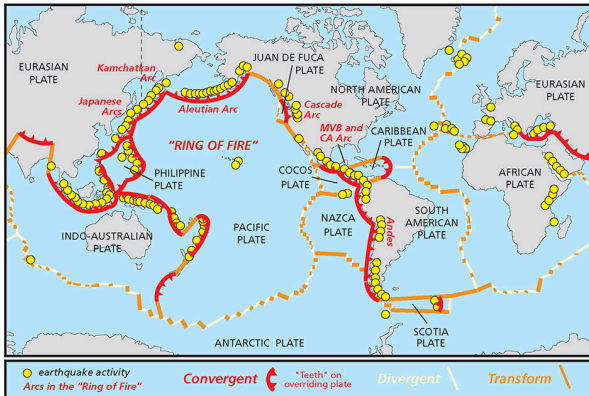 EURASIAN
PLATE
Kamchatkan
Arc
Japanese
Arcs
Aleutian Arc
JUAN DE FUCA
PLATE
NORTH AMERICAN
PLATE
Cascade
Arc
EURASIAN
PLATE
"RING OF FIRE"
MVB and
CA Arc
CARIBBEAN
PLATE
PHILIPPINE
PLATE
COCOS
PLATE
AFRICAN
PLATE
INDO-AUSTRALIAN
PLATE
PACIFIC
PLATE
NAZCA
PLATE
Andes
SOUTH
AMERICAN
PLATE
SCOTIA
PLATE
ANTARCTIC PLATE
earthquake activity
Arcs in the "Ring of Fire"
Convergent
"Teeth" on
overriding plate
Divergent
Transform